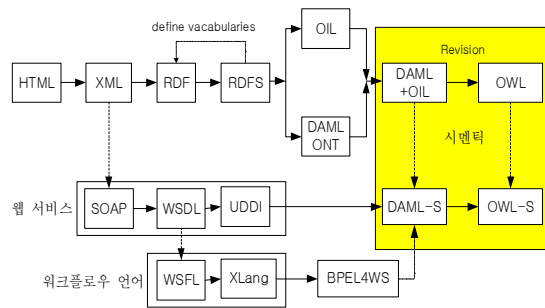 define vacabularies
OIL
Revision
HTML
XML
RDF
RDFS
DAML
+OIL
OWL
DAML
ONT
시멘틱
웹 서비스
SOAP
WSDL
UDDI
DAML-S
OWL-S
워크플로우 언어
WSFL
XLang
BPEL4WS